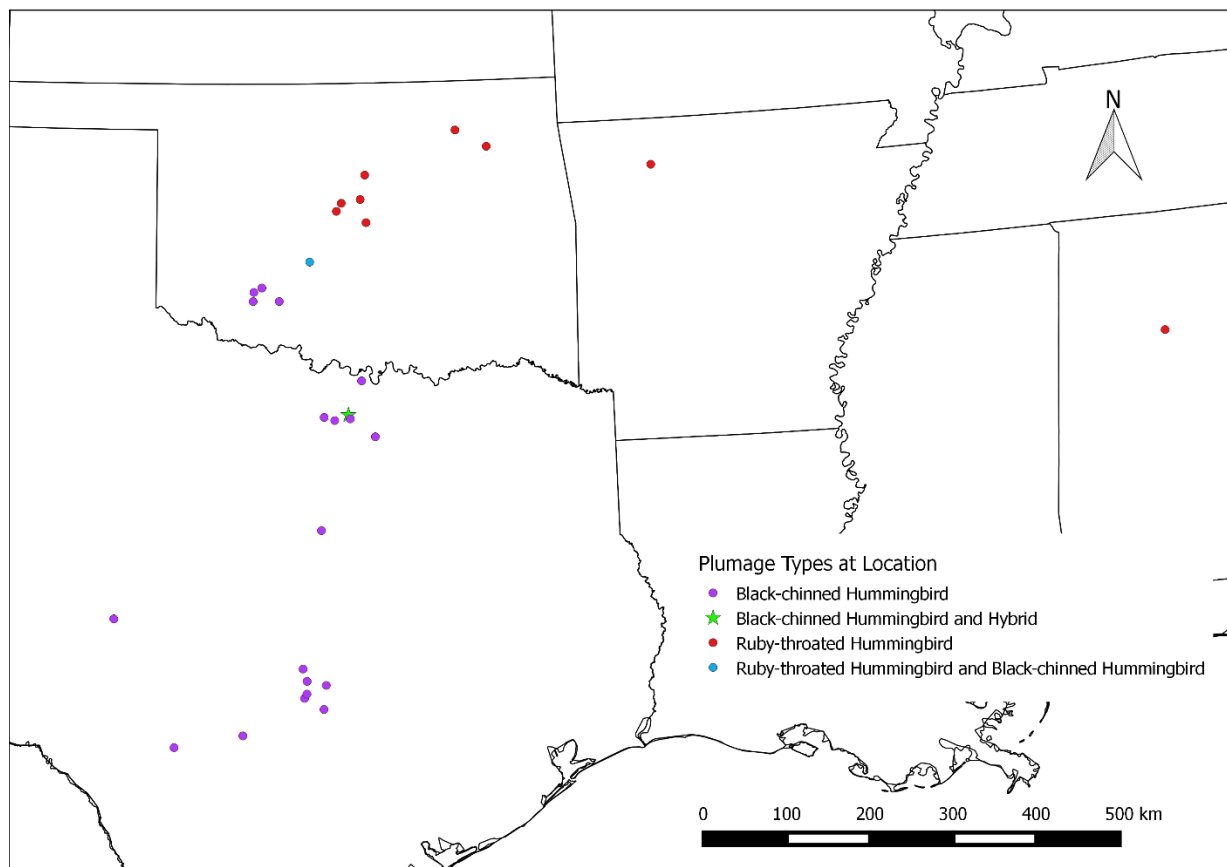 N
Plumage Types at Location
Black-chinned Hummingbird
Black-chinned Hummingbird and Hybrid
Ruby-throated Hummingbird
Ruby-throated Hummingbird and Black-chinned Hummingbird
0 100 200 300 400 500 km